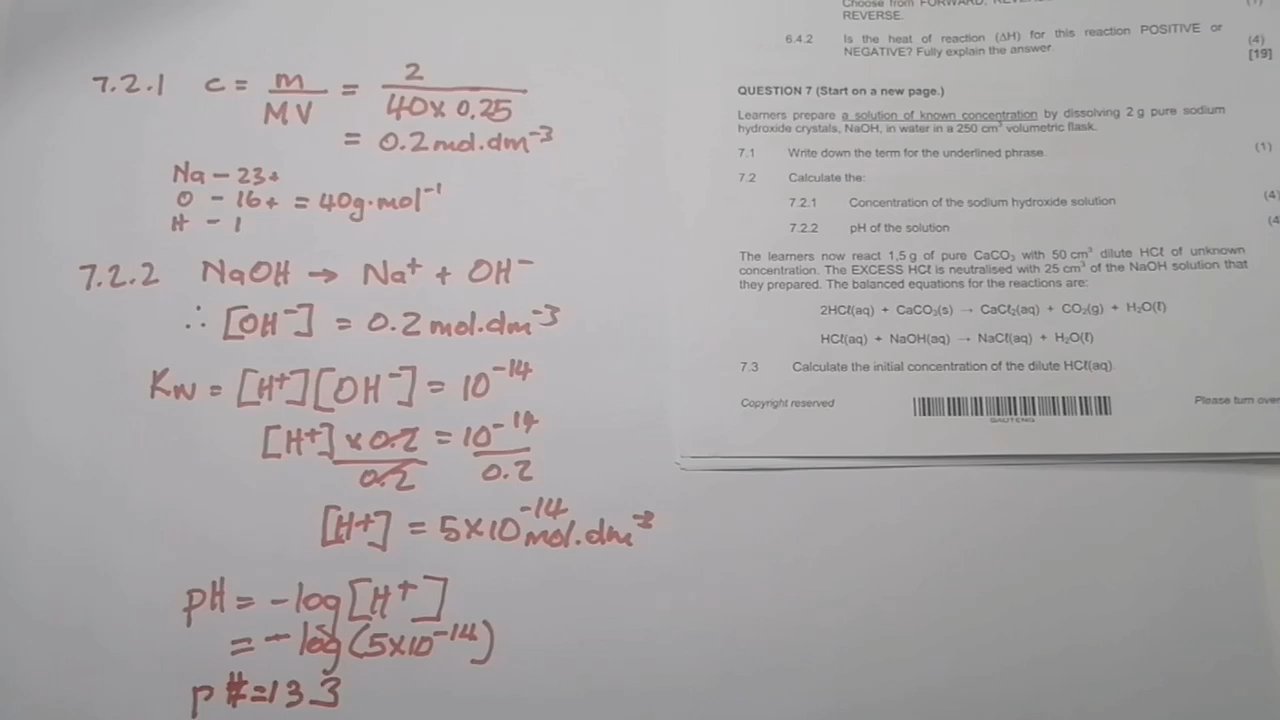 7.2.1 c = m/MV = 2/40 x 0.25
= 0.2 mol.dm⁻³
Na - 23+
O - 16+ = 40g.mol⁻¹
H - 1
7.2.2 NaOH → Na⁺ + OH⁻
∴ [OH⁻] = 0.2 mol.dm⁻³
Kw = [H⁺][OH⁻] = 10⁻¹⁴
[H⁺] x 0.2/0.2 = 10⁻¹⁴/0.2
[H⁺] = 5x10⁻¹⁴ mol.dm⁻³
pH = -log[H⁺]
= -log(5x10⁻¹⁴)
pH = 13.3
REVERSE.
6.4.2 Is the heat of reaction (ΔH) for this reaction POSITIVE or (4)
NEGATIVE? Fully explain the answer. [19]
QUESTION 7 (Start on a new page.)
Learners prepare a solution of known concentration by dissolving 2 g pure sodium
hydroxide crystals, NaOH, in water in a 250 cm³ volumetric flask.
7.1 Write down the term for the underlined phrase. (1)
7.2 Calculate the:
7.2.1 Concentration of the sodium hydroxide solution (4)
7.2.2 pH of the solution (4
The learners now react 1,5 g of pure CaCO₃ with 50 cm³ dilute HCℓ of unknown
concentration. The EXCESS HCℓ is neutralised with 25 cm³ of the NaOH solution that
they prepared. The balanced equations for the reactions are:
2HCℓ(aq) + CaCO₃(s) → CaCℓ₂(aq) + CO₂(g) + H₂O(ℓ)
HCℓ(aq) + NaOH(aq) → NaCℓ(aq) + H₂O(ℓ)
7.3 Calculate the initial concentration of the dilute HCℓ(aq).
Copyright reserved Please turn over
GAUTENG